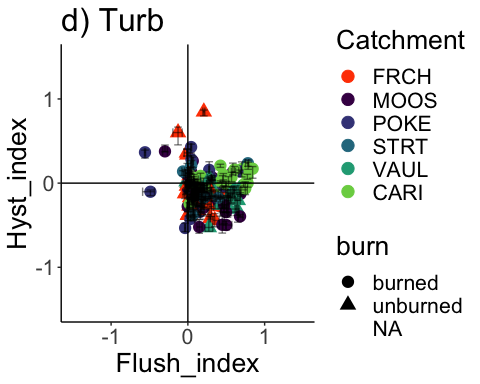 d) Turb
Hyst_index
1
0
-1
-1
0
1
Flush_index
Catchment
FRCH
MOOS
POKE
STRT
VAUL
CARI
burn
burned
unburned
NA